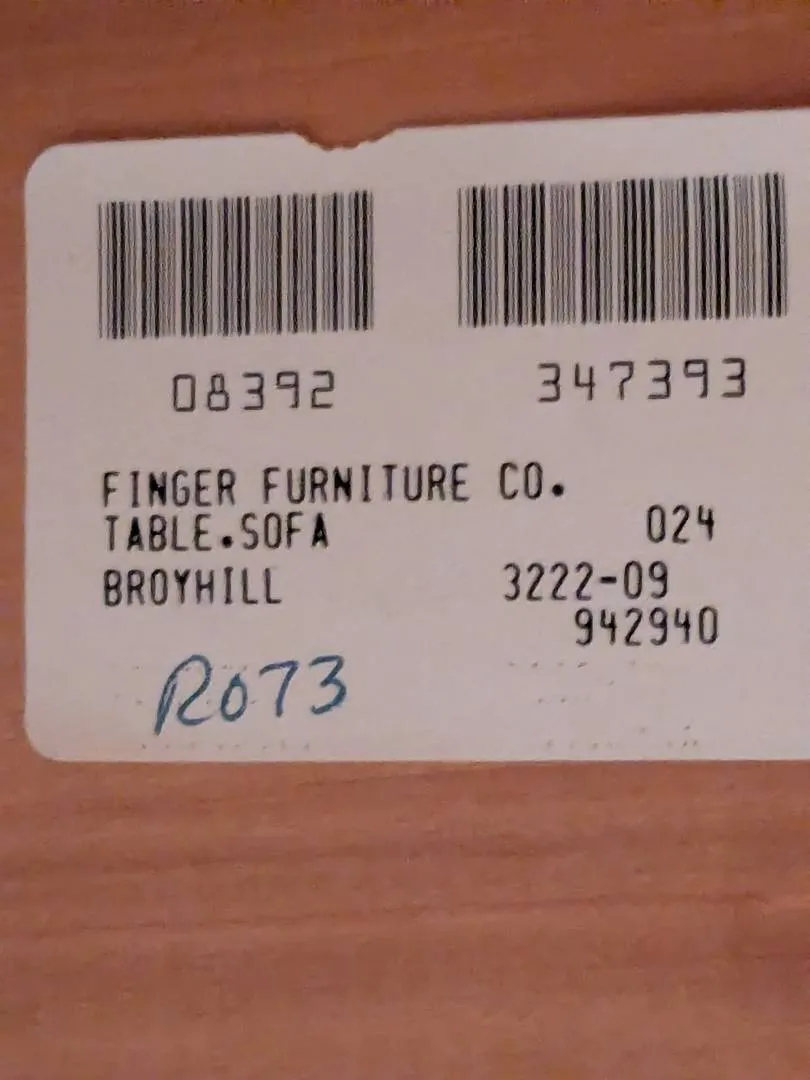 08392 347393
FINGER FURNITURE CO.
TABLE.SOFA 024
BROYHILL 3222-09
942940
R073